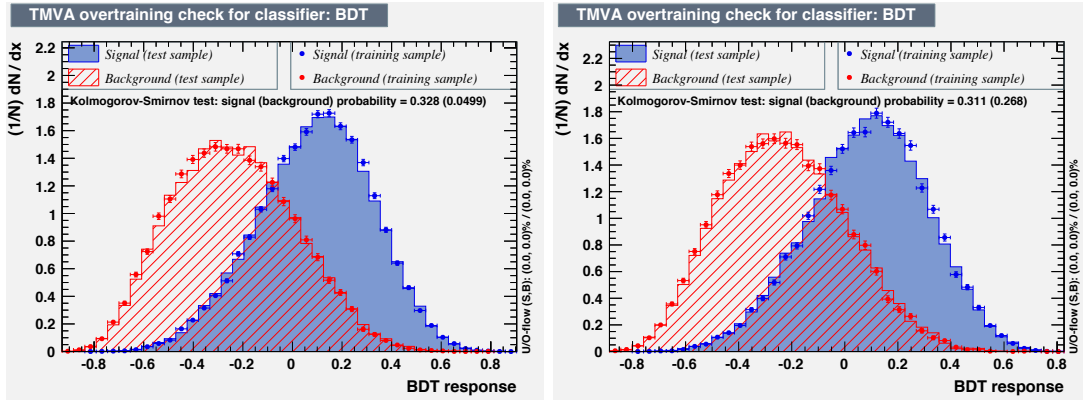 TMVA overtraining check for classifier: BDT
(1/N) dN / dx
2.2
2
1.8
1.6
1.4
1.2
1
0.8
0.6
0.4
0.2
0
Signal (test sample)
Background (test sample)
Signal (training sample)
Background (training sample)
Kolmogorov-Smirnov test: signal (background) probability = 0.328 (0.0499)
U/O-flow (S,B): (0.0, 0.0)% / (0.0, 0.0)%
-0.8 -0.6 -0.4 -0.2 0 0.2 0.4 0.6 0.8
BDT response
TMVA overtraining check for classifier: BDT
(1/N) dN / dx
2.2
2
1.8
1.6
1.4
1.2
1
0.8
0.6
0.4
0.2
0
Signal (test sample)
Background (test sample)
Signal (training sample)
Background (training sample)
Kolmogorov-Smirnov test: signal (background) probability = 0.311 (0.268)
U/O-flow (S,B): (0.0, 0.0)% / (0.0, 0.0)%
-0.8 -0.6 -0.4 -0.2 0 0.2 0.4 0.6 0.8
BDT response